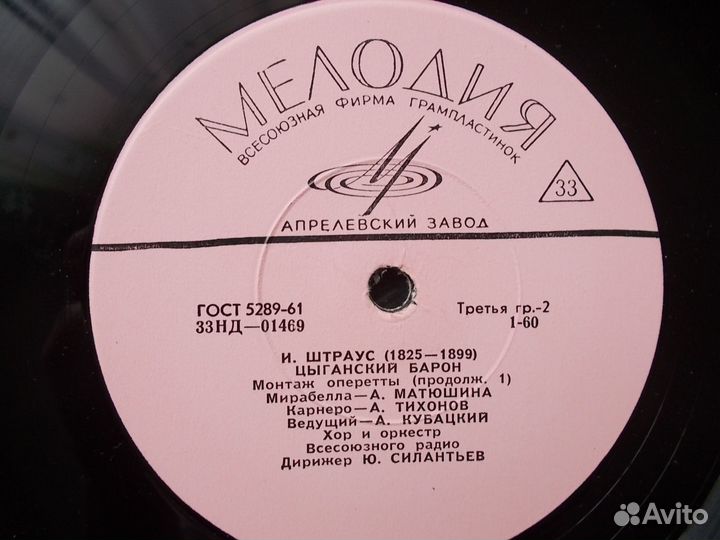 МЕЛОДИЯ
ВСЕСОЮЗНАЯ ФИРМА ГРАМПЛАСТИНОК
33
АПРЕЛЕВСКИЙ ЗАВОД
ГОСТ 5289-61
Третья гр.-2
33НД—01469
1-60
И. ШТРАУС (1825—1899)
ЦЫГАНСКИЙ БАРОН
Монтаж оперетты (продолж. 1)
Мирабелла—А. МАТЮШИНА
Карнеро—А. ТИХОНОВ
Ведущий—А. КУБАЦКИЙ
Хор и оркестр
Всесоюзного радио
Дирижер Ю. СИЛАНТЬЕВ
Avito